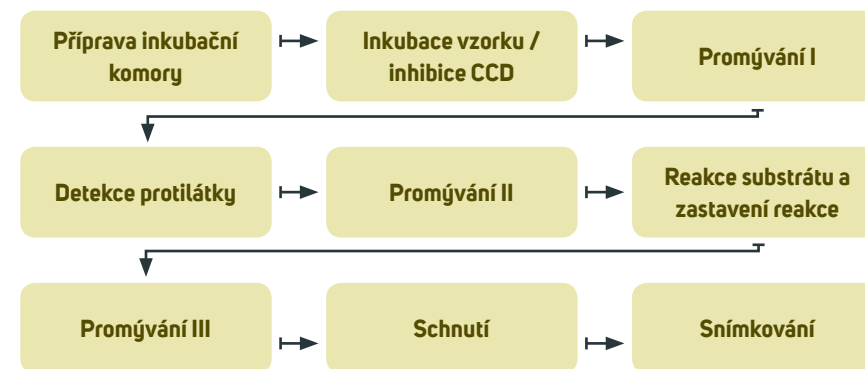 Příprava inkubační
komory
Inkubace vzorku /
inhibice CCD
Promývání I
Detekce protilátky
Promývání II
Reakce substrátu a
zastavení reakce
Promývání III
Schnutí
Snímkování